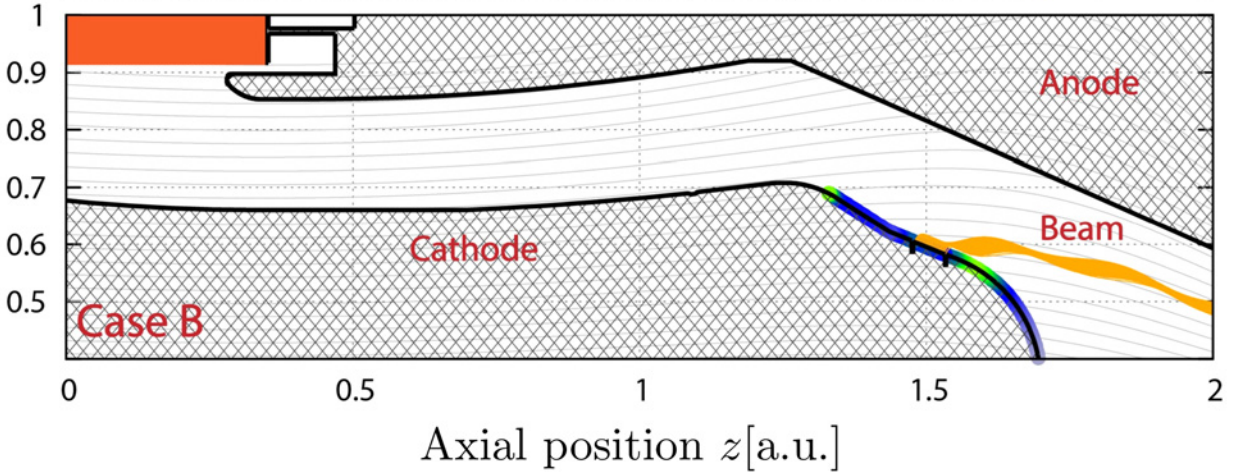 1
0.9
0.8
0.7
0.6
0.5
Anode
Beam
Cathode
Case B
0 0.5 1 1.5 2
Axial position z[a.u.]